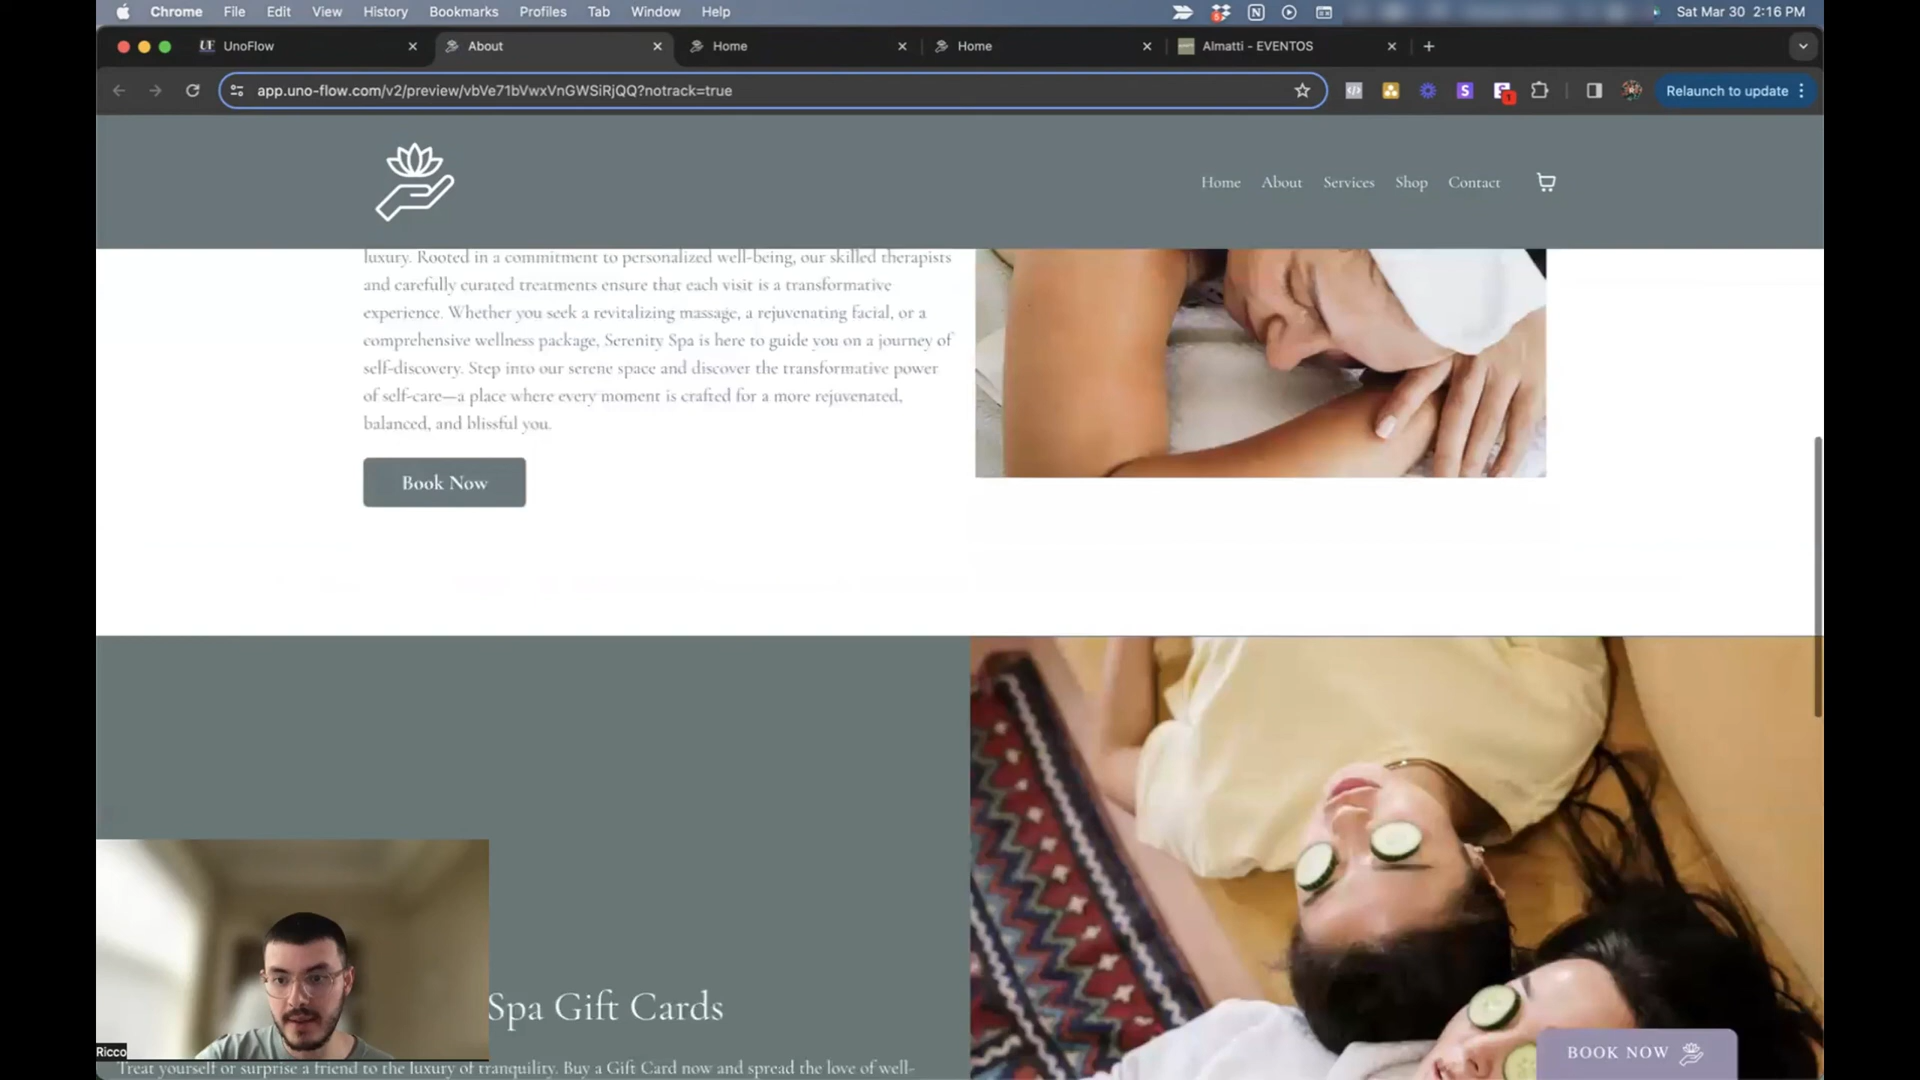 Chrome File Edit View History Bookmarks Profiles Tab Window Help
Sat Mar 30 2:16 PM
UF UnoFlow
About
Home
Home
Almatti - EVENTOS
app.uno-flow.com/v2/preview/vbVe71bVwxVnGWSiRjQQ?notrack=true
Relaunch to update
Home About Services Shop Contact
luxury. Rooted in a commitment to personalized well-being, our skilled therapists
and carefully curated treatments ensure that each visit is a transformative
experience. Whether you seek a revitalizing massage, a rejuvenating facial, or a
comprehensive wellness package, Serenity Spa is here to guide you on a journey of
self-discovery. Step into our serene space and discover the transformative power
of self-care—a place where every moment is crafted for a more rejuvenated,
balanced, and blissful you.
Book Now
Spa Gift Cards
Treat yourself or surprise a friend to the luxury of tranquility. Buy a Gift Card now and spread the love of well-
Ricco
BOOK NOW